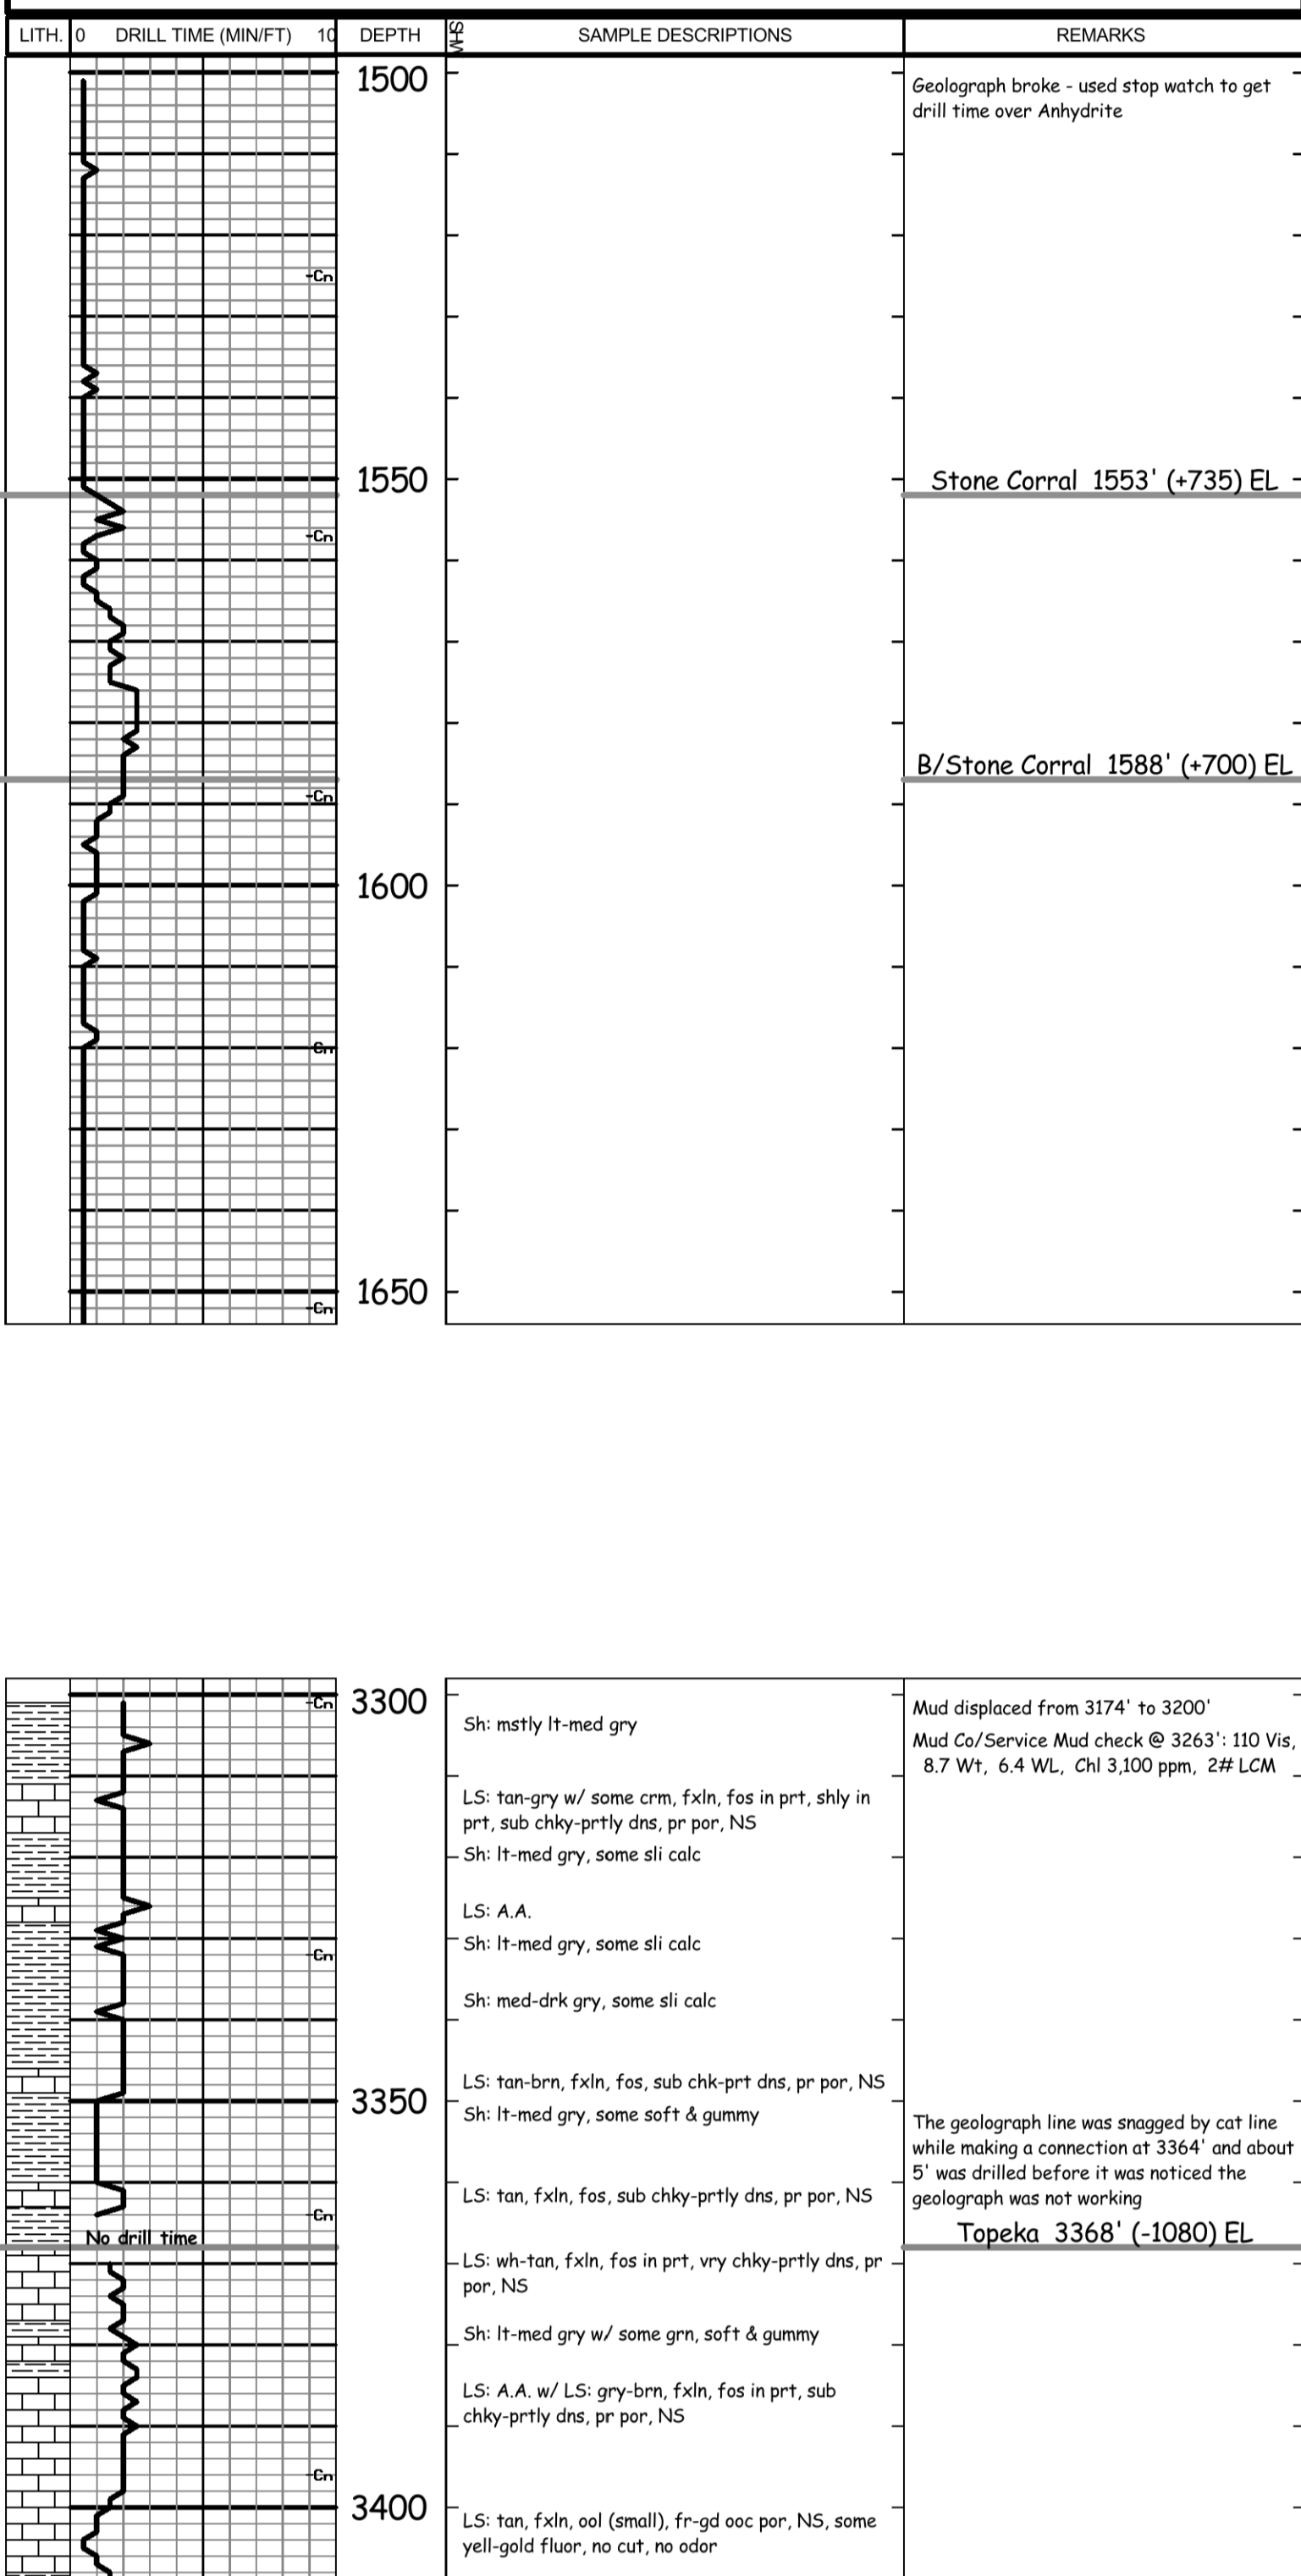 LITH. 0 DRILL TIME (MIN/FT) 10 DEPTH SHW SAMPLE DESCRIPTIONS REMARKS
1500
Geolograph broke - used stop watch to get
drill time over Anhydrite
-Cn
1550
Stone Corral 1553' (+735) EL
-Cn
B/Stone Corral 1588' (+700) EL
-Cn
1600
-Cn
1650
-Cn
-Cn
3300
Mud displaced from 3174' to 3200'
Sh: mstly lt-med gry
Mud Co/Service Mud check @ 3263': 110 Vis,
8.7 Wt, 6.4 WL, Chl 3,100 ppm, 2# LCM
LS: tan-gry w/ some crm, fxln, fos in prt, shly in
prt, sub chky-prtly dns, pr por, NS
Sh: lt-med gry, some sli calc
LS: A.A.
Sh: lt-med gry, some sli calc
-Cn
Sh: med-drk gry, some sli calc
LS: tan-brn, fxln, fos, sub chk-prt dns, pr por, NS
3350
Sh: lt-med gry, some soft & gummy
The geolograph line was snagged by cat line
while making a connection at 3364' and about
5' was drilled before it was noticed the
geolograph was not working
LS: tan, fxln, fos, sub chky-prtly dns, pr por, NS
-Cn
No drill time
Topeka 3368' (-1080) EL
LS: wh-tan, fxln, fos in prt, vry chky-prtly dns, pr
por, NS
Sh: lt-med gry w/ some grn, soft & gummy
LS: A.A. w/ LS: gry-brn, fxln, fos in prt, sub
chky-prtly dns, pr por, NS
-Cn
3400
LS: tan, fxln, ool (small), fr-gd ooc por, NS, some
yell-gold fluor, no cut, no odor